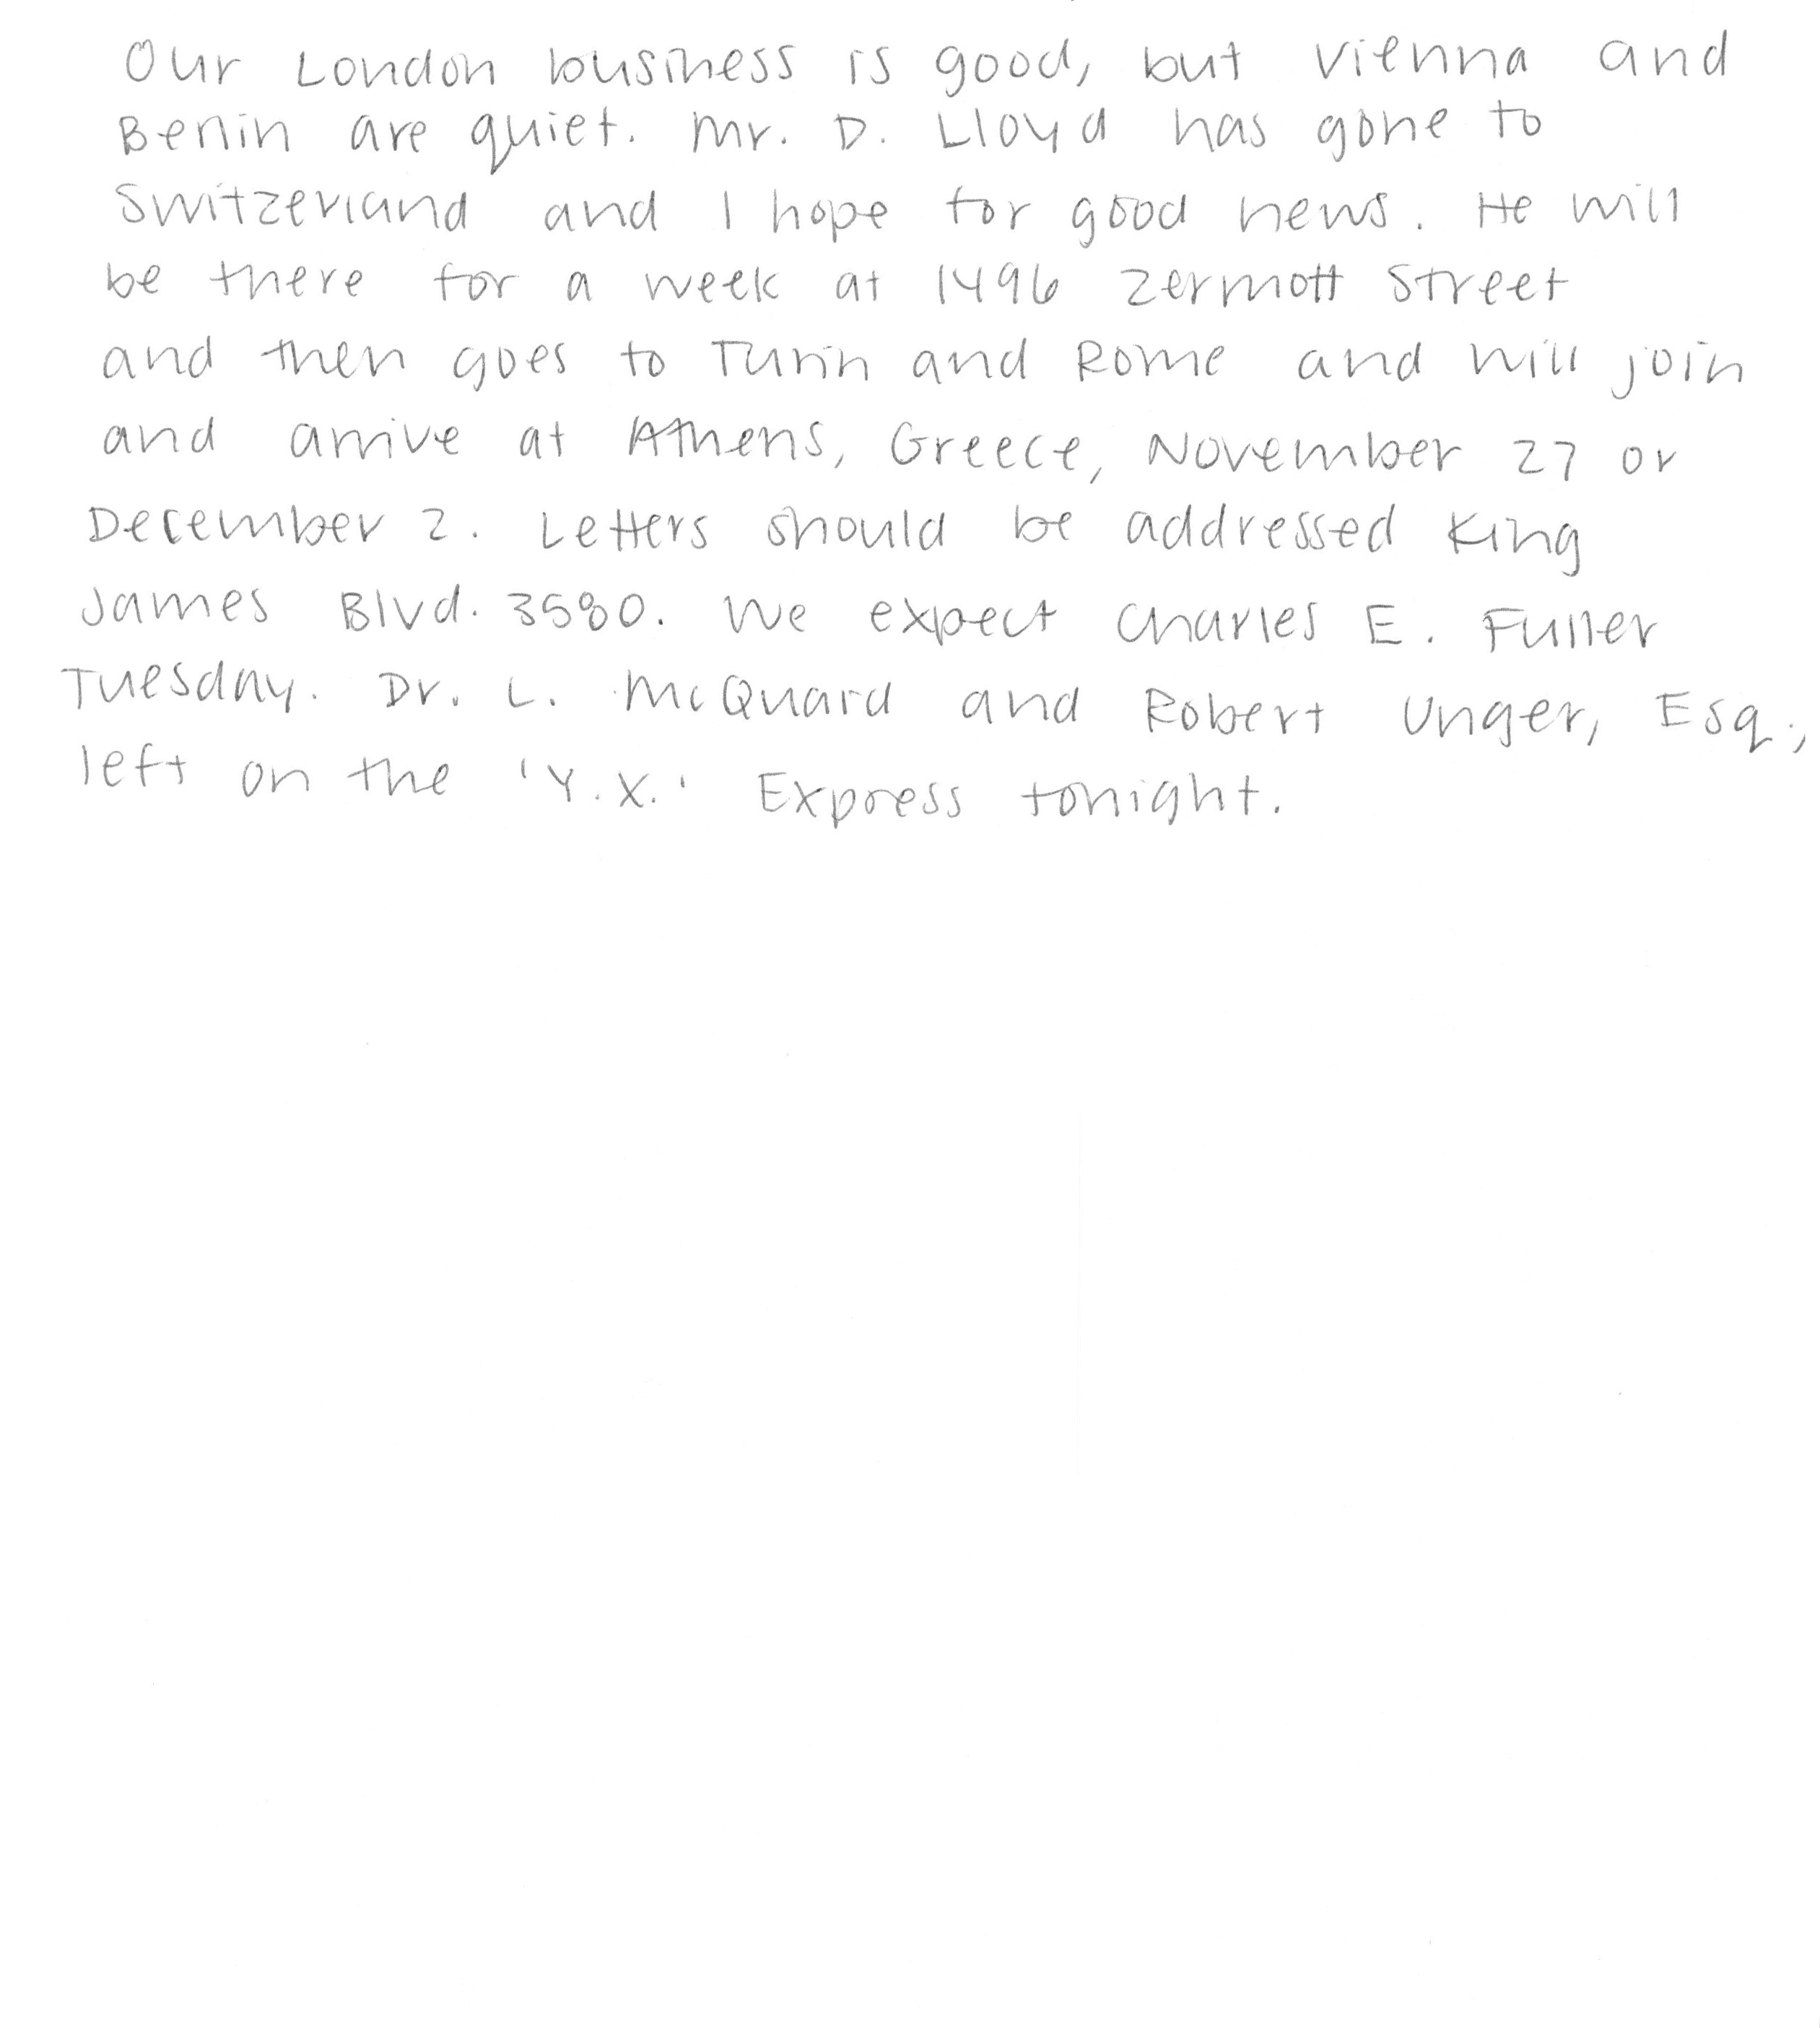 Our London business is good, but Vienna and
Berlin are quiet. Mr. D. Lloyd has gone to
Switzerland and I hope for good news. He will
be there for a week at 1496 Zermott Street
and then goes to Turin and Rome and will join
and arrive at Athens, Greece, November 27 or
December 2. Letters should be addressed King
James Blvd. 3580. We expect Charles E. Fuller
Tuesday. Dr. L. McQuaid and Robert Unger, Esq.,
left on the 'Y.X.' Express tonight.